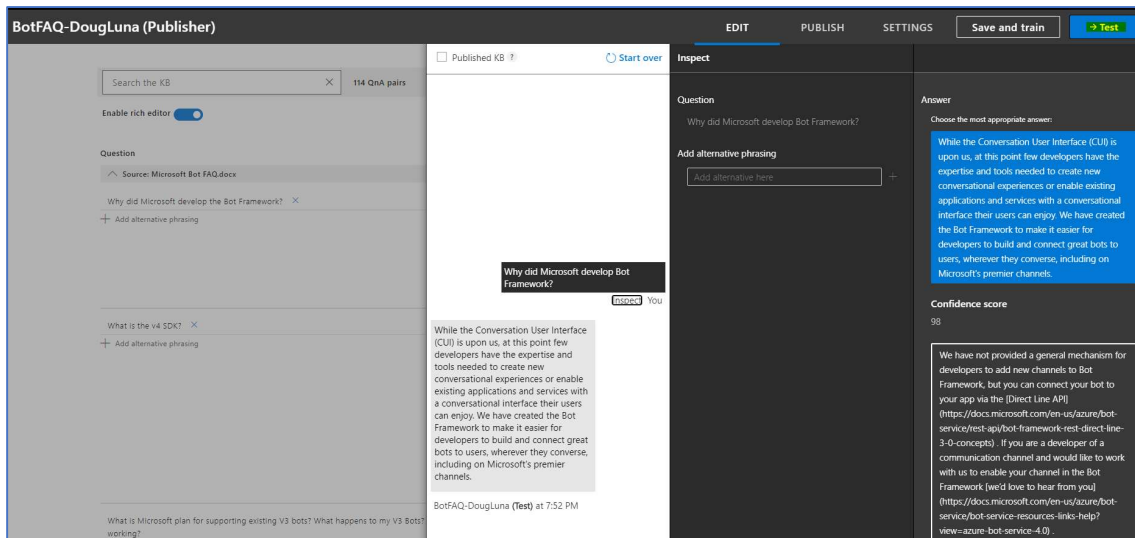 BotFAQ-DougLuna (Publisher)
EDIT
PUBLISH
SETTINGS
Save and train
→ Test
Search the KB
114 QnA pairs
Enable rich editor
Question
Source: Microsoft Bot FAQ.docx
Why did Microsoft develop the Bot Framework? ×
+ Add alternative phrasing
What is the v4 SDK? ×
+ Add alternative phrasing
What is Microsoft plan for supporting existing V3 bots? What happens to my V3 Bots?
working?
Published KB ?
Start over
Why did Microsoft develop Bot
Framework?
Inspect You
While the Conversation User Interface
(CUI) is upon us, at this point few
developers have the expertise and
tools needed to create new
conversational experiences or enable
existing applications and services with
a conversational interface their users
can enjoy. We have created the Bot
Framework to make it easier for
developers to build and connect great
bots to users, wherever they converse,
including on Microsoft's premier
channels.
BotFAQ-DougLuna (Test) at 7:52 PM
Inspect
Question
Why did Microsoft develop Bot Framework?
Add alternative phrasing
Add alternative here
+
Answer
Choose the most appropriate answer:
While the Conversation User Interface (CUI) is
upon us, at this point few developers have the
expertise and tools needed to create new
conversational experiences or enable existing
applications and services with a conversational
interface their users can enjoy. We have created
the Bot Framework to make it easier for
developers to build and connect great bots to
users, wherever they converse, including on
Microsoft's premier channels.
Confidence score
98
We have not provided a general mechanism for
developers to add new channels to Bot
Framework, but you can connect your bot to
your app via the [Direct Line API]
(https://docs.microsoft.com/en-us/azure/bot-
service/rest-api/bot-framework-rest-direct-line-
3-0-concepts) . If you are a developer of a
communication channel and would like to work
with us to enable your channel in the Bot
Framework [we'd love to hear from you]
(https://docs.microsoft.com/en-us/azure/bot-
service/bot-service-resources-links-help?
view=azure-bot-service-4.0) .